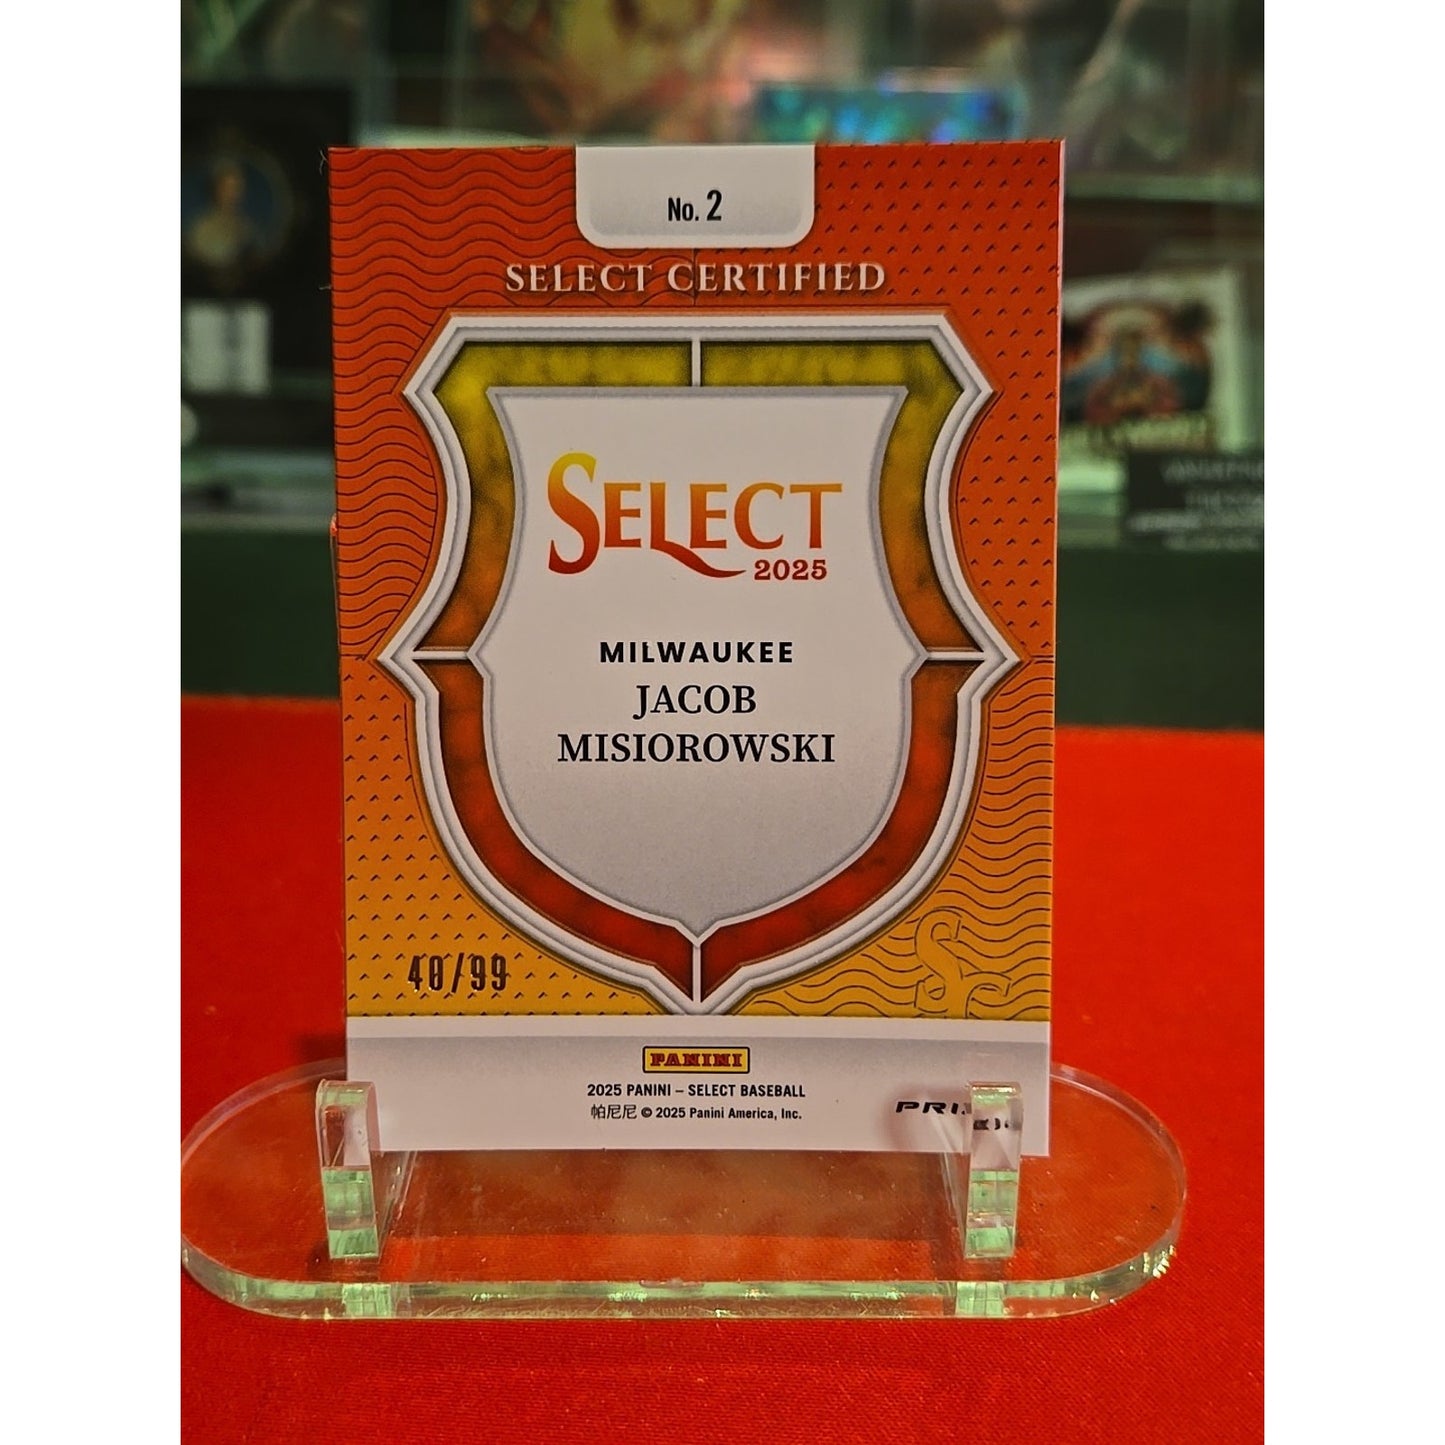 No. 2
SELECT CERTIFIED
SELECT
2025
MILWAUKEE
JACOB
MISIOROWSKI
40/99
PANINI
2025 PANINI – SELECT BASEBALL
帕尼尼 © 2025 Panini America, Inc.